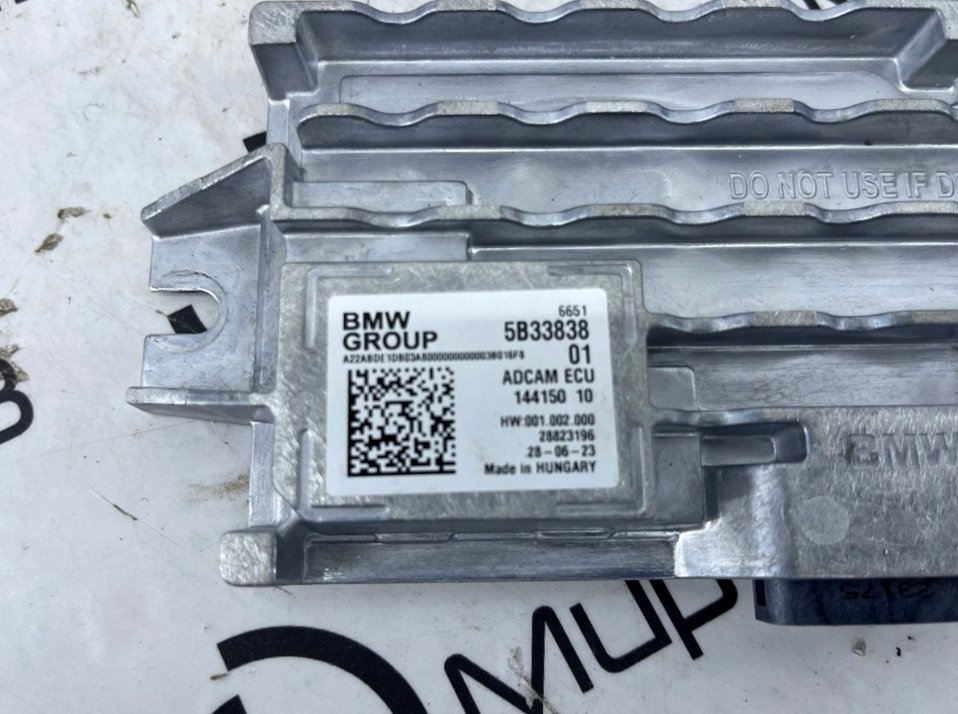 DO NOT USE IF D
BMW
GROUP
6651
5B33838
01
ADCAM ECU
144150 10
HW:001.002.000
28823196
28-06-23
Made in HUNGARY
BMW
MUP